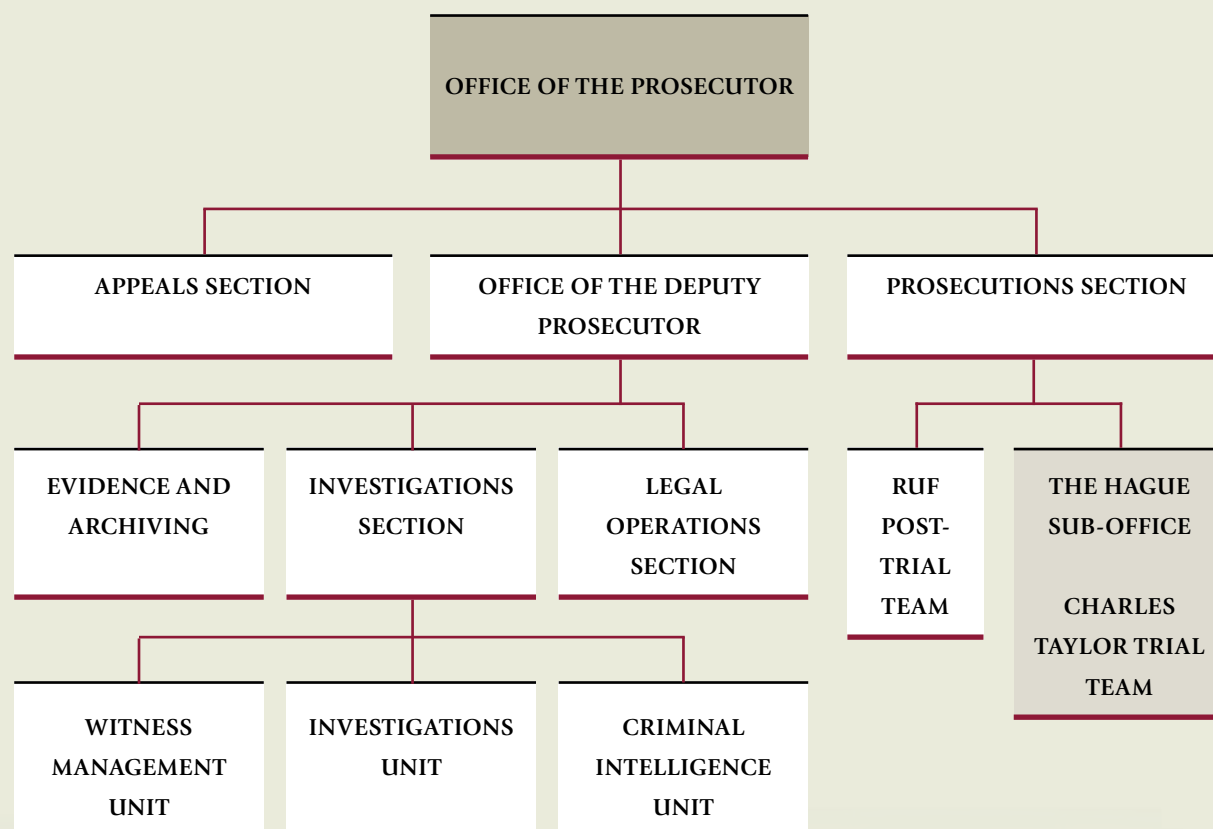 OFFICE OF THE PROSECUTOR
APPEALS SECTION
OFFICE OF THE DEPUTY
PROSECUTOR
PROSECUTIONS SECTION
EVIDENCE AND
ARCHIVING
INVESTIGATIONS
SECTION
LEGAL
OPERATIONS
SECTION
RUF
POST-
TRIAL
TEAM
THE HAGUE
SUB-OFFICE
CHARLES
TAYLOR TRIAL
TEAM
WITNESS
MANAGEMENT
UNIT
INVESTIGATIONS
UNIT
CRIMINAL
INTELLIGENCE
UNIT